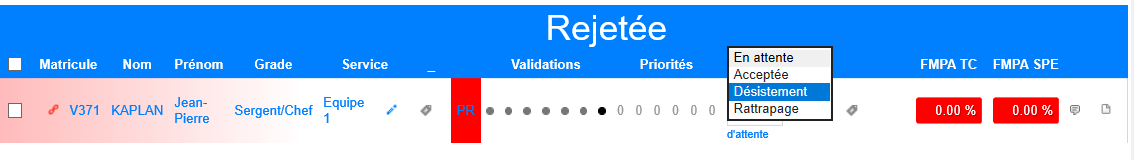 Rejetée
Matricule Nom Prénom Grade Service _ Validations Priorités FMPA TC FMPA SPE
En attente
Acceptée
Désistement
Rattrapage
V371 KAPLAN Jean-
Pierre Sergent/Chef Equipe
1 PR 0 0 0 0 0 0 0.00 % 0.00 %
d'attente